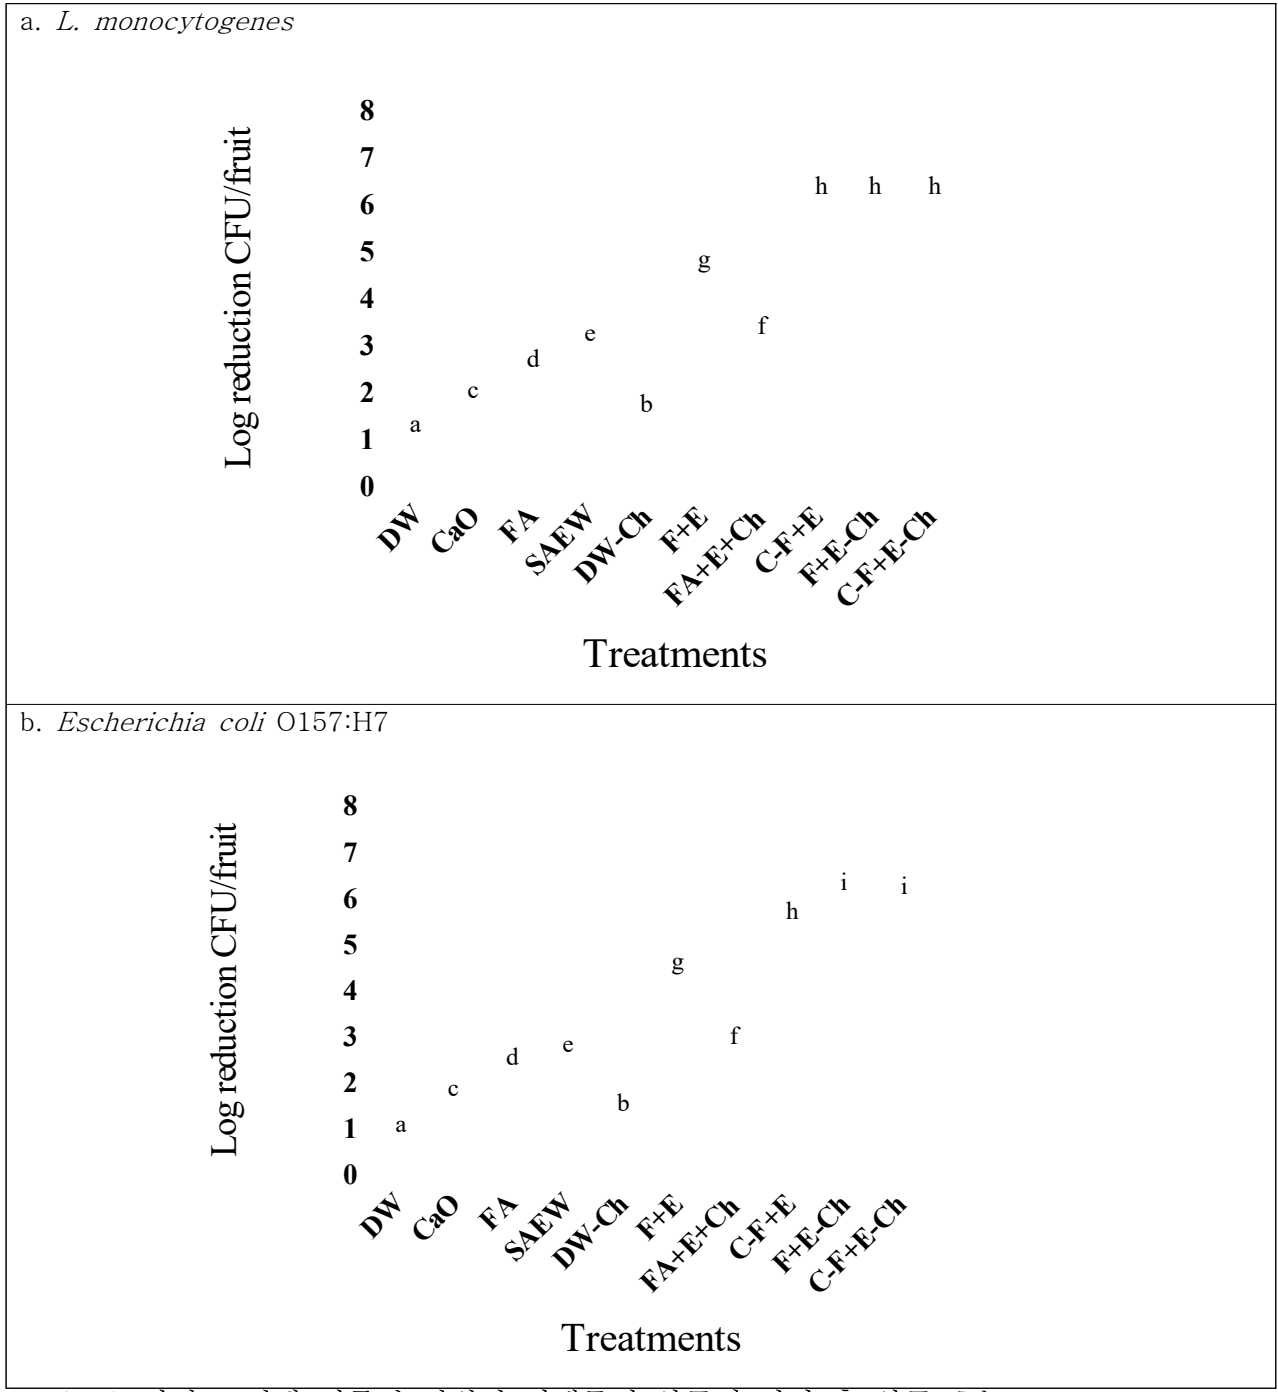 a. L. monocytogenes
Log reduction CFU/fruit
8
7
6
5
4
3
2
1
0
a
c
d
e
b
g
f
h
h
h
DW
CaO
FA
SAEW
DW-Ch
F+E
FA+E+Ch
C-F+E
F+E-Ch
C-F+E-Ch
Treatments
b. Escherichia coli O157:H7
Log reduction CFU/fruit
8
7
6
5
4
3
2
1
0
a
c
d
e
b
g
f
h
i
i
DW
CaO
FA
SAEW
DW-Ch
F+E
FA+E+Ch
C-F+E
F+E-Ch
C-F+E-Ch
Treatments